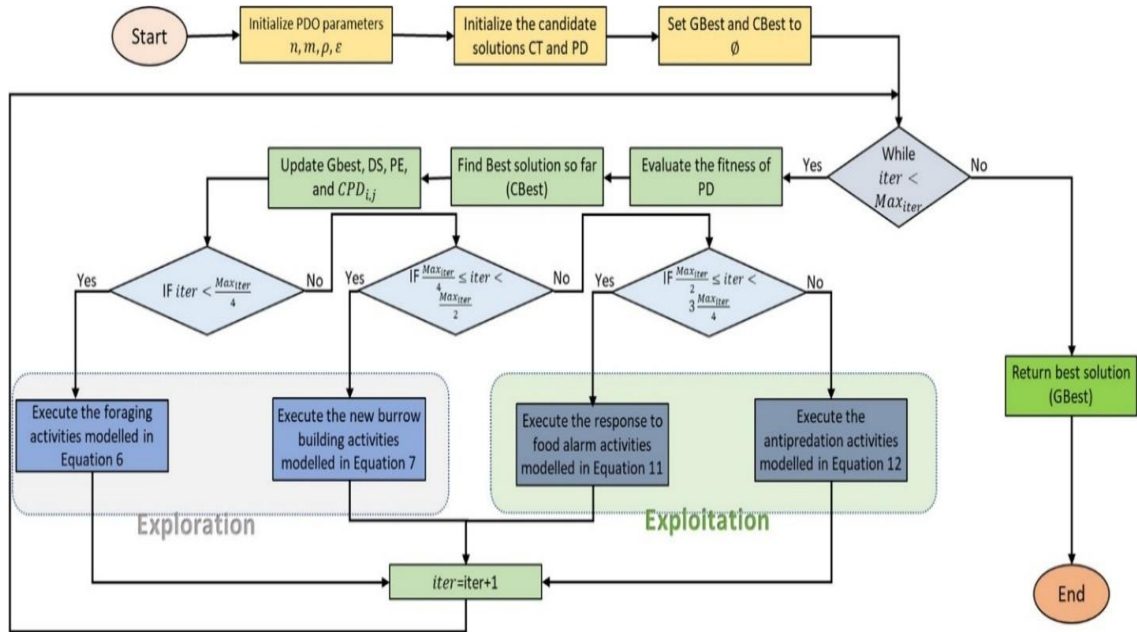 Start
Initialize PDO parameters
n, m, ρ, ε
Initialize the candidate
solutions CT and PD
Set GBest and CBest to
∅
While
iter <
Max_iter
Yes
No
Evaluate the fitness of
PD
Find Best solution so far
(CBest)
Update Gbest, DS, PE,
and CPD_i,j
Yes
IF iter < Max_iter/4
No
Yes
IF Max_iter/4 ≤ iter <
Max_iter/2
No
Yes
IF Max_iter/2 ≤ iter <
3 Max_iter/4
No
Execute the foraging
activities modelled in
Equation 6
Execute the new burrow
building activities
modelled in Equation 7
Exploration
Execute the response to
food alarm activities
modelled in Equation 11
Execute the
antipredation activities
modelled in Equation 12
Exploitation
iter=iter+1
Return best solution
(GBest)
End